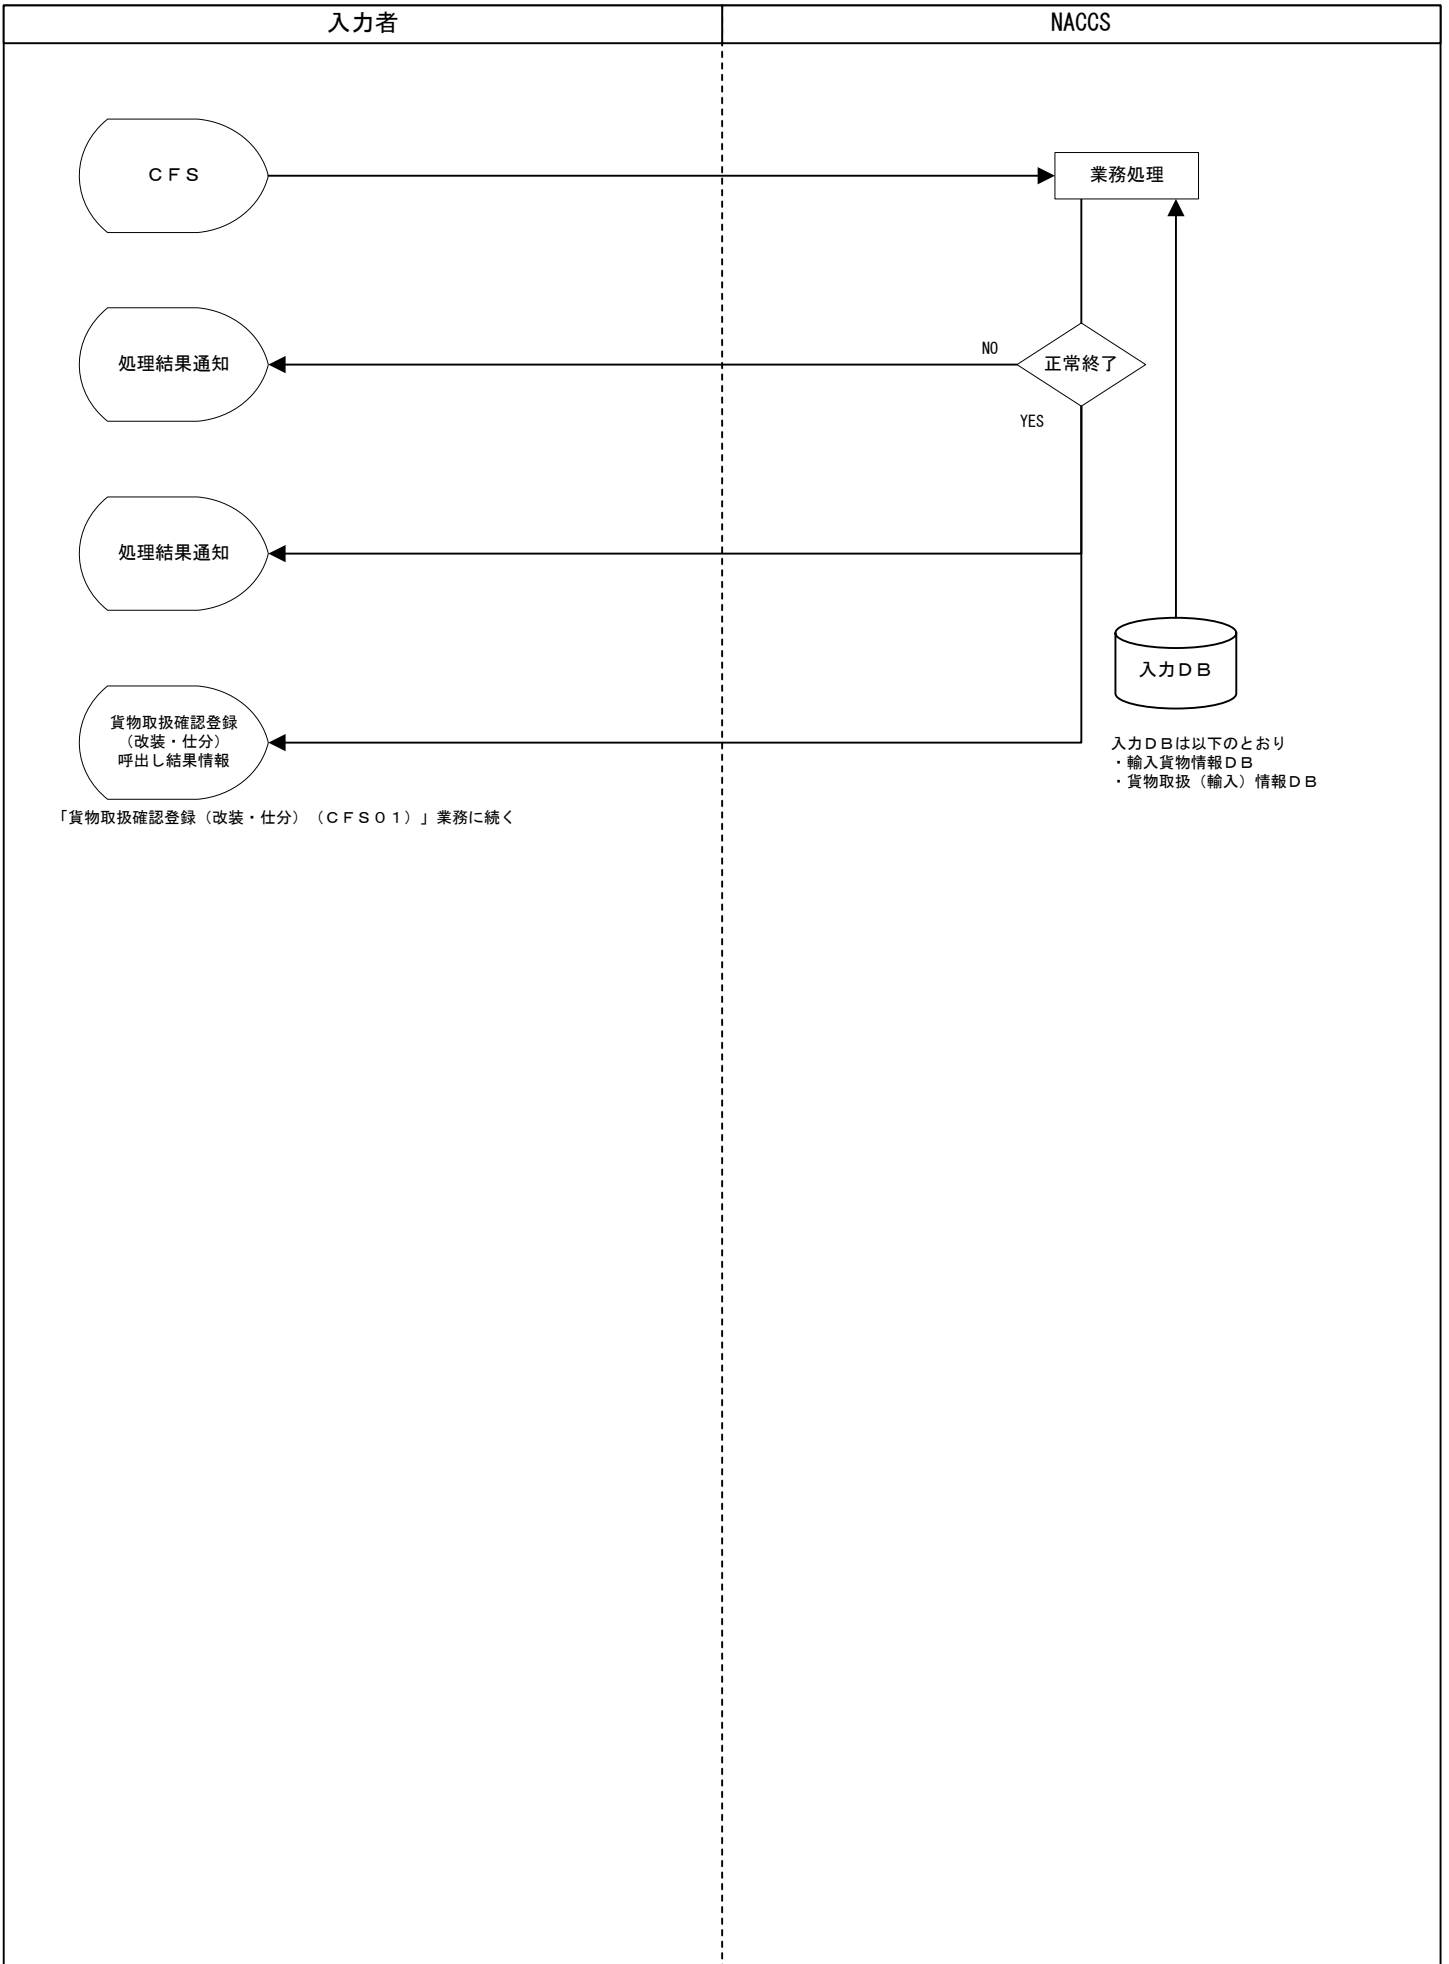 入力者
NACCS
ＣＦＳ
業務処理
処理結果通知
NO
正常終了
YES
処理結果通知
入力ＤＢ
貨物取扱確認登録
（改装・仕分）
呼出し結果情報
入力ＤＢは以下のとおり
・輸入貨物情報ＤＢ
・貨物取扱（輸入）情報ＤＢ
「貨物取扱確認登録（改装・仕分）（ＣＦＳ０１）」業務に続く